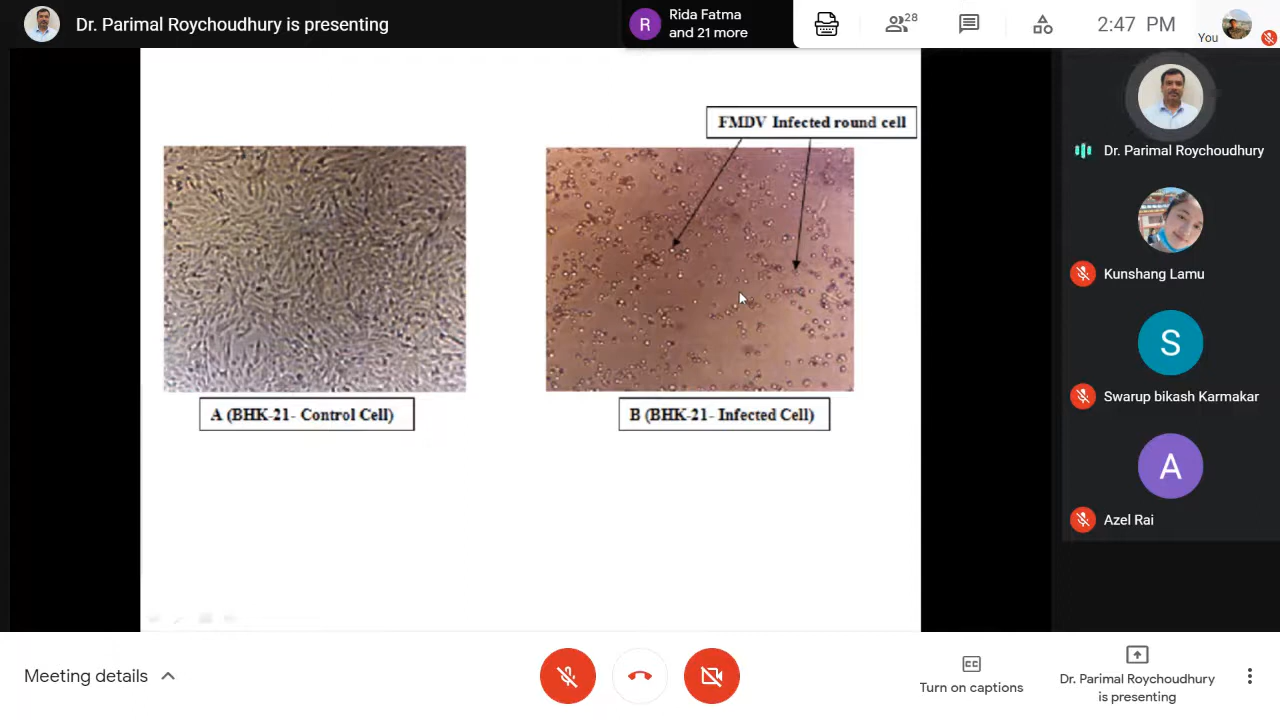 Dr. Parimal Roychoudhury is presenting
R
Rida Fatma
and 21 more
28
2:47 PM
You
FMDV Infected round cell
A (BHK-21- Control Cell)
B (BHK-21- Infected Cell)
Dr. Parimal Roychoudhury
Kunshang Lamu
S
Swarup bikash Karmakar
A
Azel Rai
Meeting details
CC
Turn on captions
Dr. Parimal Roychoudhury
is presenting